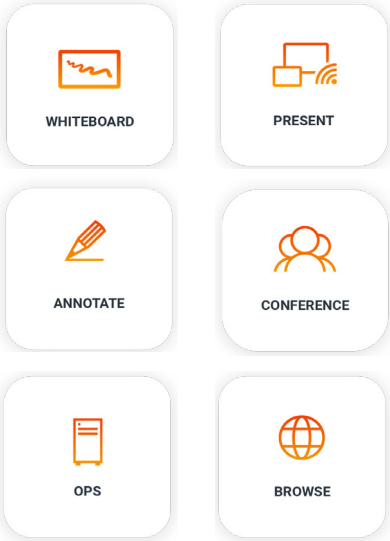 WHITEBOARD
PRESENT
ANNOTATE
CONFERENCE
OPS
BROWSE